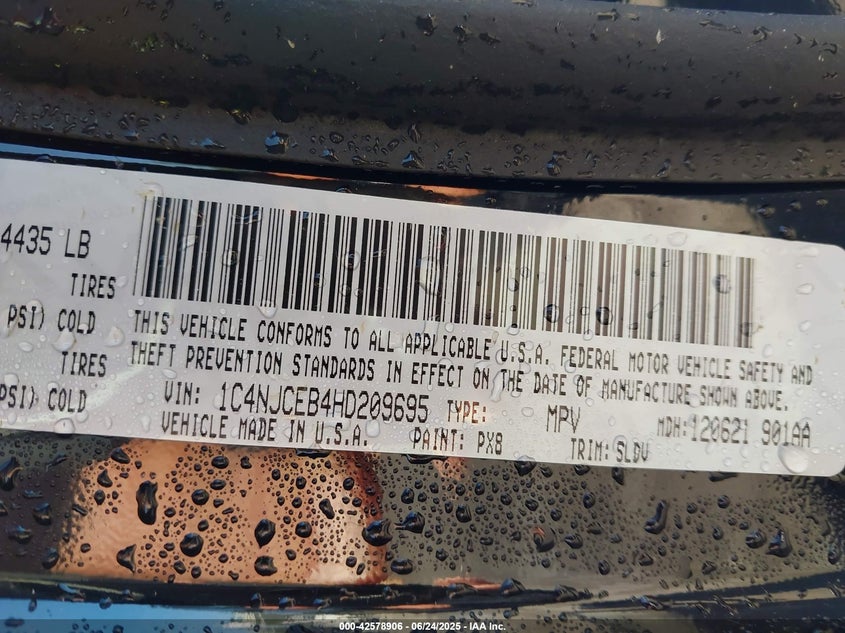 4435 LB
TIRES
PSI) COLD
TIRES
PSI) COLD
THIS VEHICLE CONFORMS TO ALL APPLICABLE U.S.A. FEDERAL MOTOR VEHICLE SAFETY AND
THEFT PREVENTION STANDARDS IN EFFECT ON THE DATE OF MANUFACTURE SHOWN ABOVE.
VIN: 1C4NJCEB4HD209695 TYPE: MPV MDH:120621 901AA
VEHICLE MADE IN U.S.A. PAINT: PX8 TRIM: SLDV
000-42578906 - 06/24/2025 - IAA Inc.